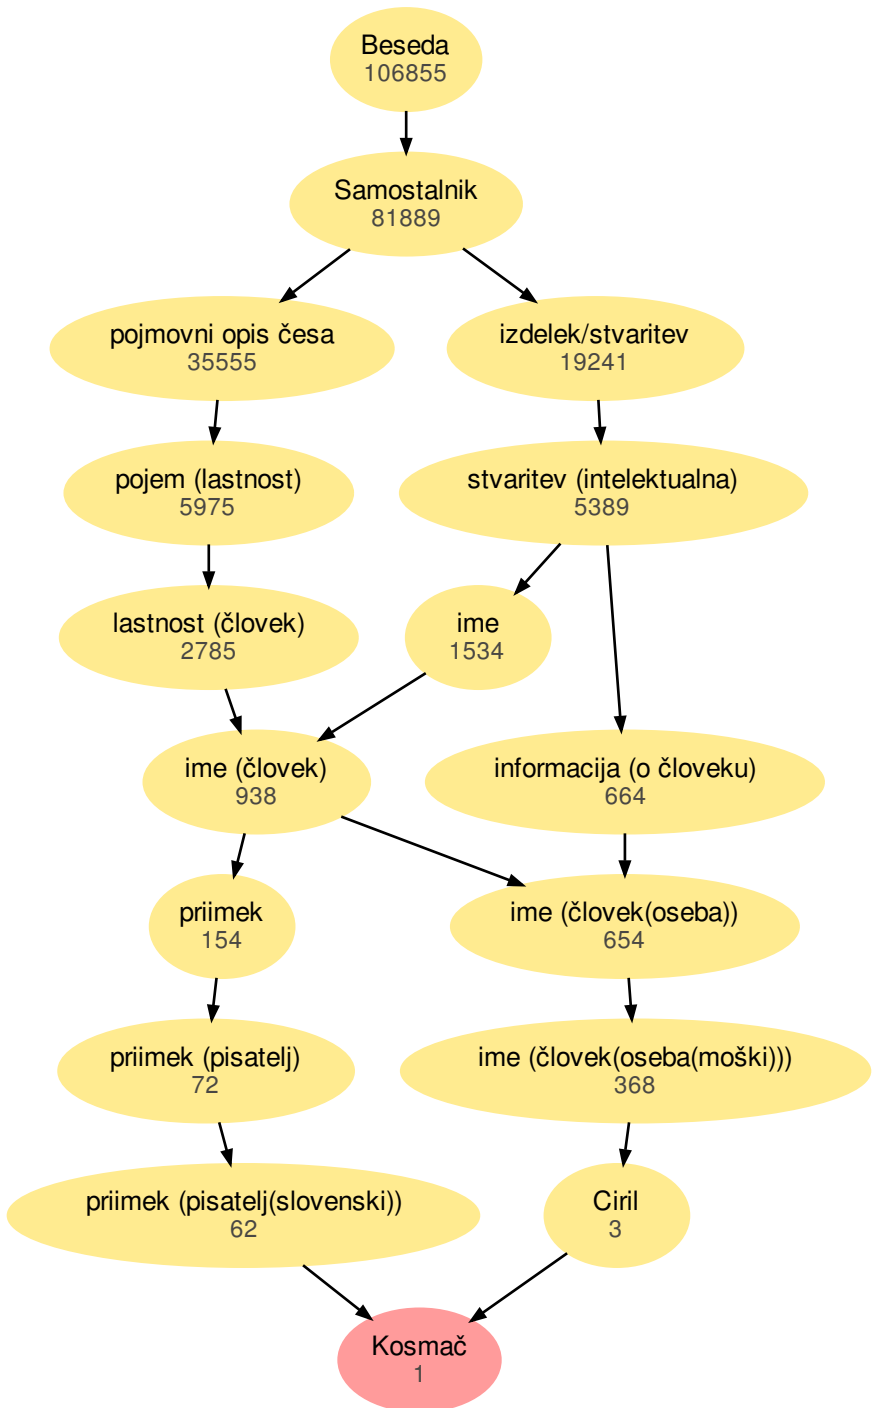 Beseda
106855
Samostalnik
81889
pojmovni opis česa
35555
izdelek/stvaritev
19241
pojem (lastnost)
5975
stvaritev (intelektualna)
5389
lastnost (človek)
2785
ime
1534
ime (človek)
938
informacija (o človeku)
664
priimek
154
ime (človek(oseba))
654
priimek (pisatelj)
72
ime (človek(oseba(moški)))
368
priimek (pisatelj(slovenski))
62
Ciril
3
Kosmač
1